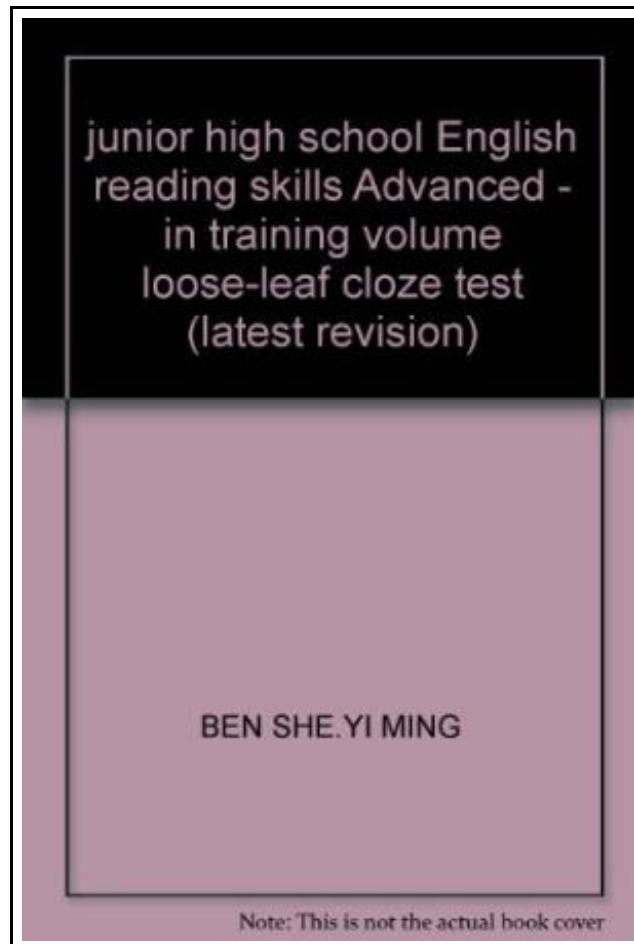 junior high school English
reading skills Advanced -
in training volume
loose-leaf cloze test
(latest revision)
BEN SHE.YI MING
Note: This is not the actual book cover